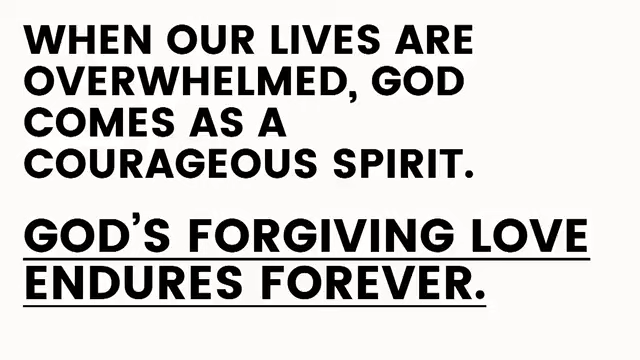 WHEN OUR LIVES ARE
OVERWHELMED, GOD
COMES AS A
COURAGEOUS SPIRIT.
GOD’S FORGIVING LOVE
ENDURES FOREVER.